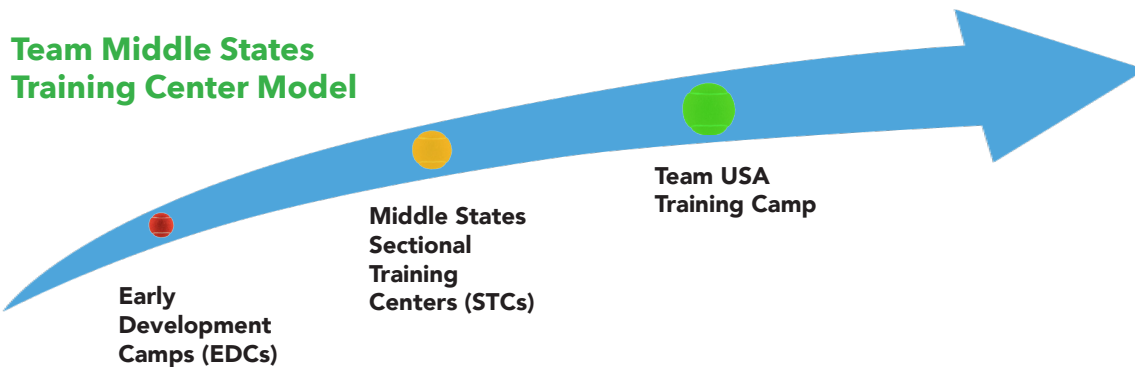 Team Middle States
Training Center Model
Early
Development
Camps (EDCs)
Middle States
Sectional
Training
Centers (STCs)
Team USA
Training Camp